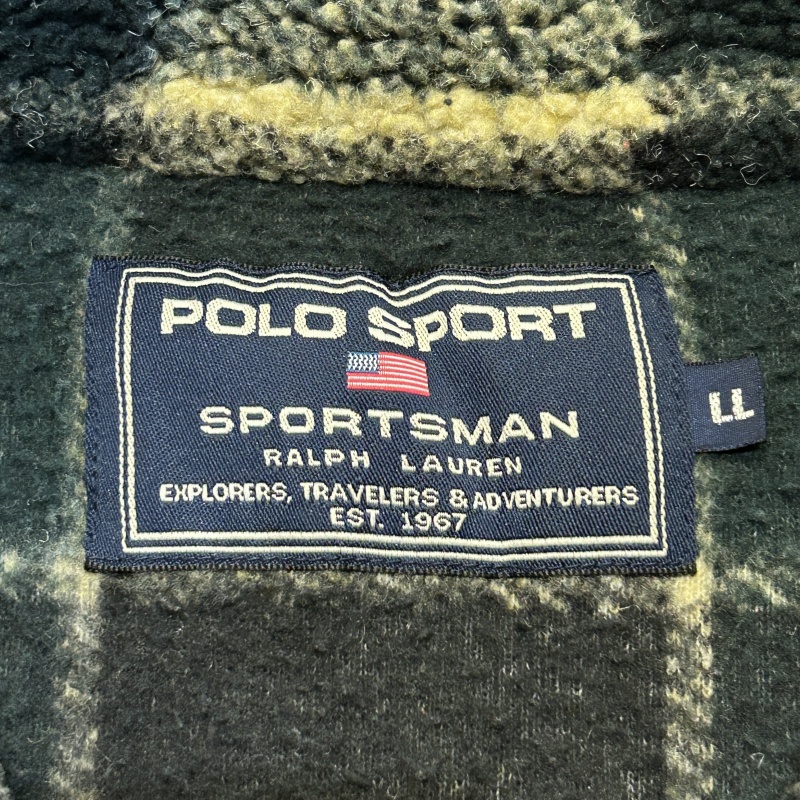 POLO SPORT
SPORTSMAN
RALPH LAUREN
EXPLORERS, TRAVELERS & ADVENTURERS
EST. 1967
LL